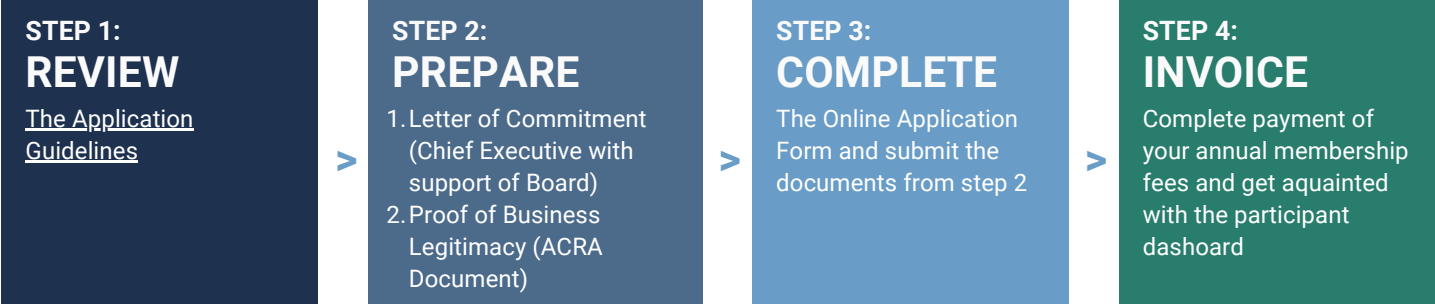 STEP 1:
REVIEW
The Application
Guidelines
>
STEP 2:
PREPARE
1. Letter of Commitment
(Chief Executive with
support of Board)
2. Proof of Business
Legitimacy (ACRA
Document)
>
STEP 3:
COMPLETE
The Online Application
Form and submit the
documents from step 2
>
STEP 4:
INVOICE
Complete payment of
your annual membership
fees and get aquainted
with the participant
dashoard